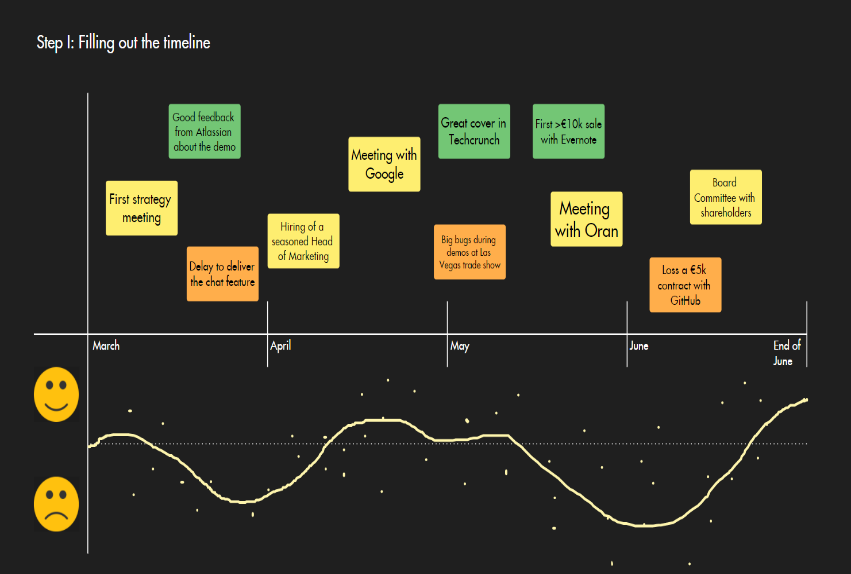 Step I: Filling out the timeline
Good feedback
from Atlassian
about the demo
Great cover in
Techcrunch
First >€10k sale
with Evernote
Meeting with
Google
First strategy
meeting
Board
Committee with
shareholders
Meeting
with Oran
Hiring of a
seasoned Head
of Marketing
Big bugs during
demos at Las
Vegas trade show
Delay to deliver
the chat feature
Loss a €5k
contract with
GitHub
March
April
May
June
End of
June